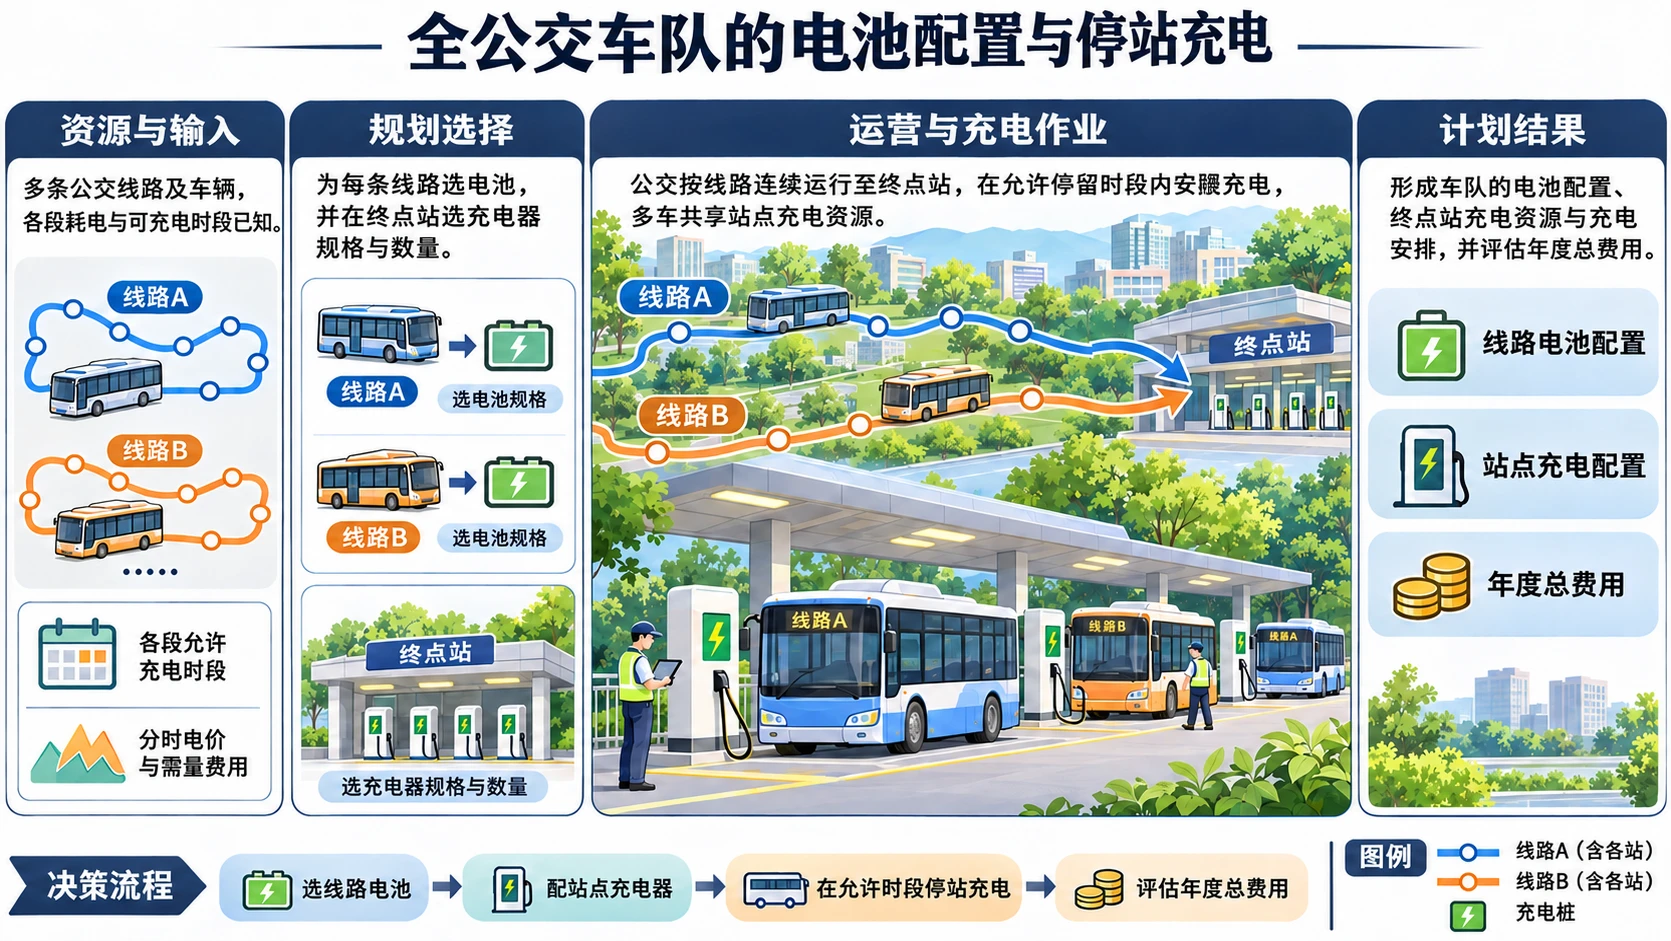 全公交车队的电池配置与停站充电
资源与输入
多条公交线路及车辆，
各段耗电与可充电时段已知。
线路A
线路B
各段允许
充电时段
分时电价
与需量费用
规划选择
为每条线路选电池，
并在终点站选充电器
规格与数量。
线路A
选电池规格
线路B
选电池规格
终点站
选充电器规格与数量
运营与充电作业
公交按线路连续运行至终点站，在允许停留时段内安充电，
多车共享站点充电资源。
线路A
线路B
终点站
线路A
线路B
线路A
计划结果
形成车队的电池配置、
终点站充电资源与充电
安排，并评估年度总费用。
线路电池配置
站点充电配置
年度总费用
决策流程
选线路电池
配站点充电器
在允许时段停站充电
评估年度总费用
图例
线路A（含各站）
线路B（含各站）
充电桩